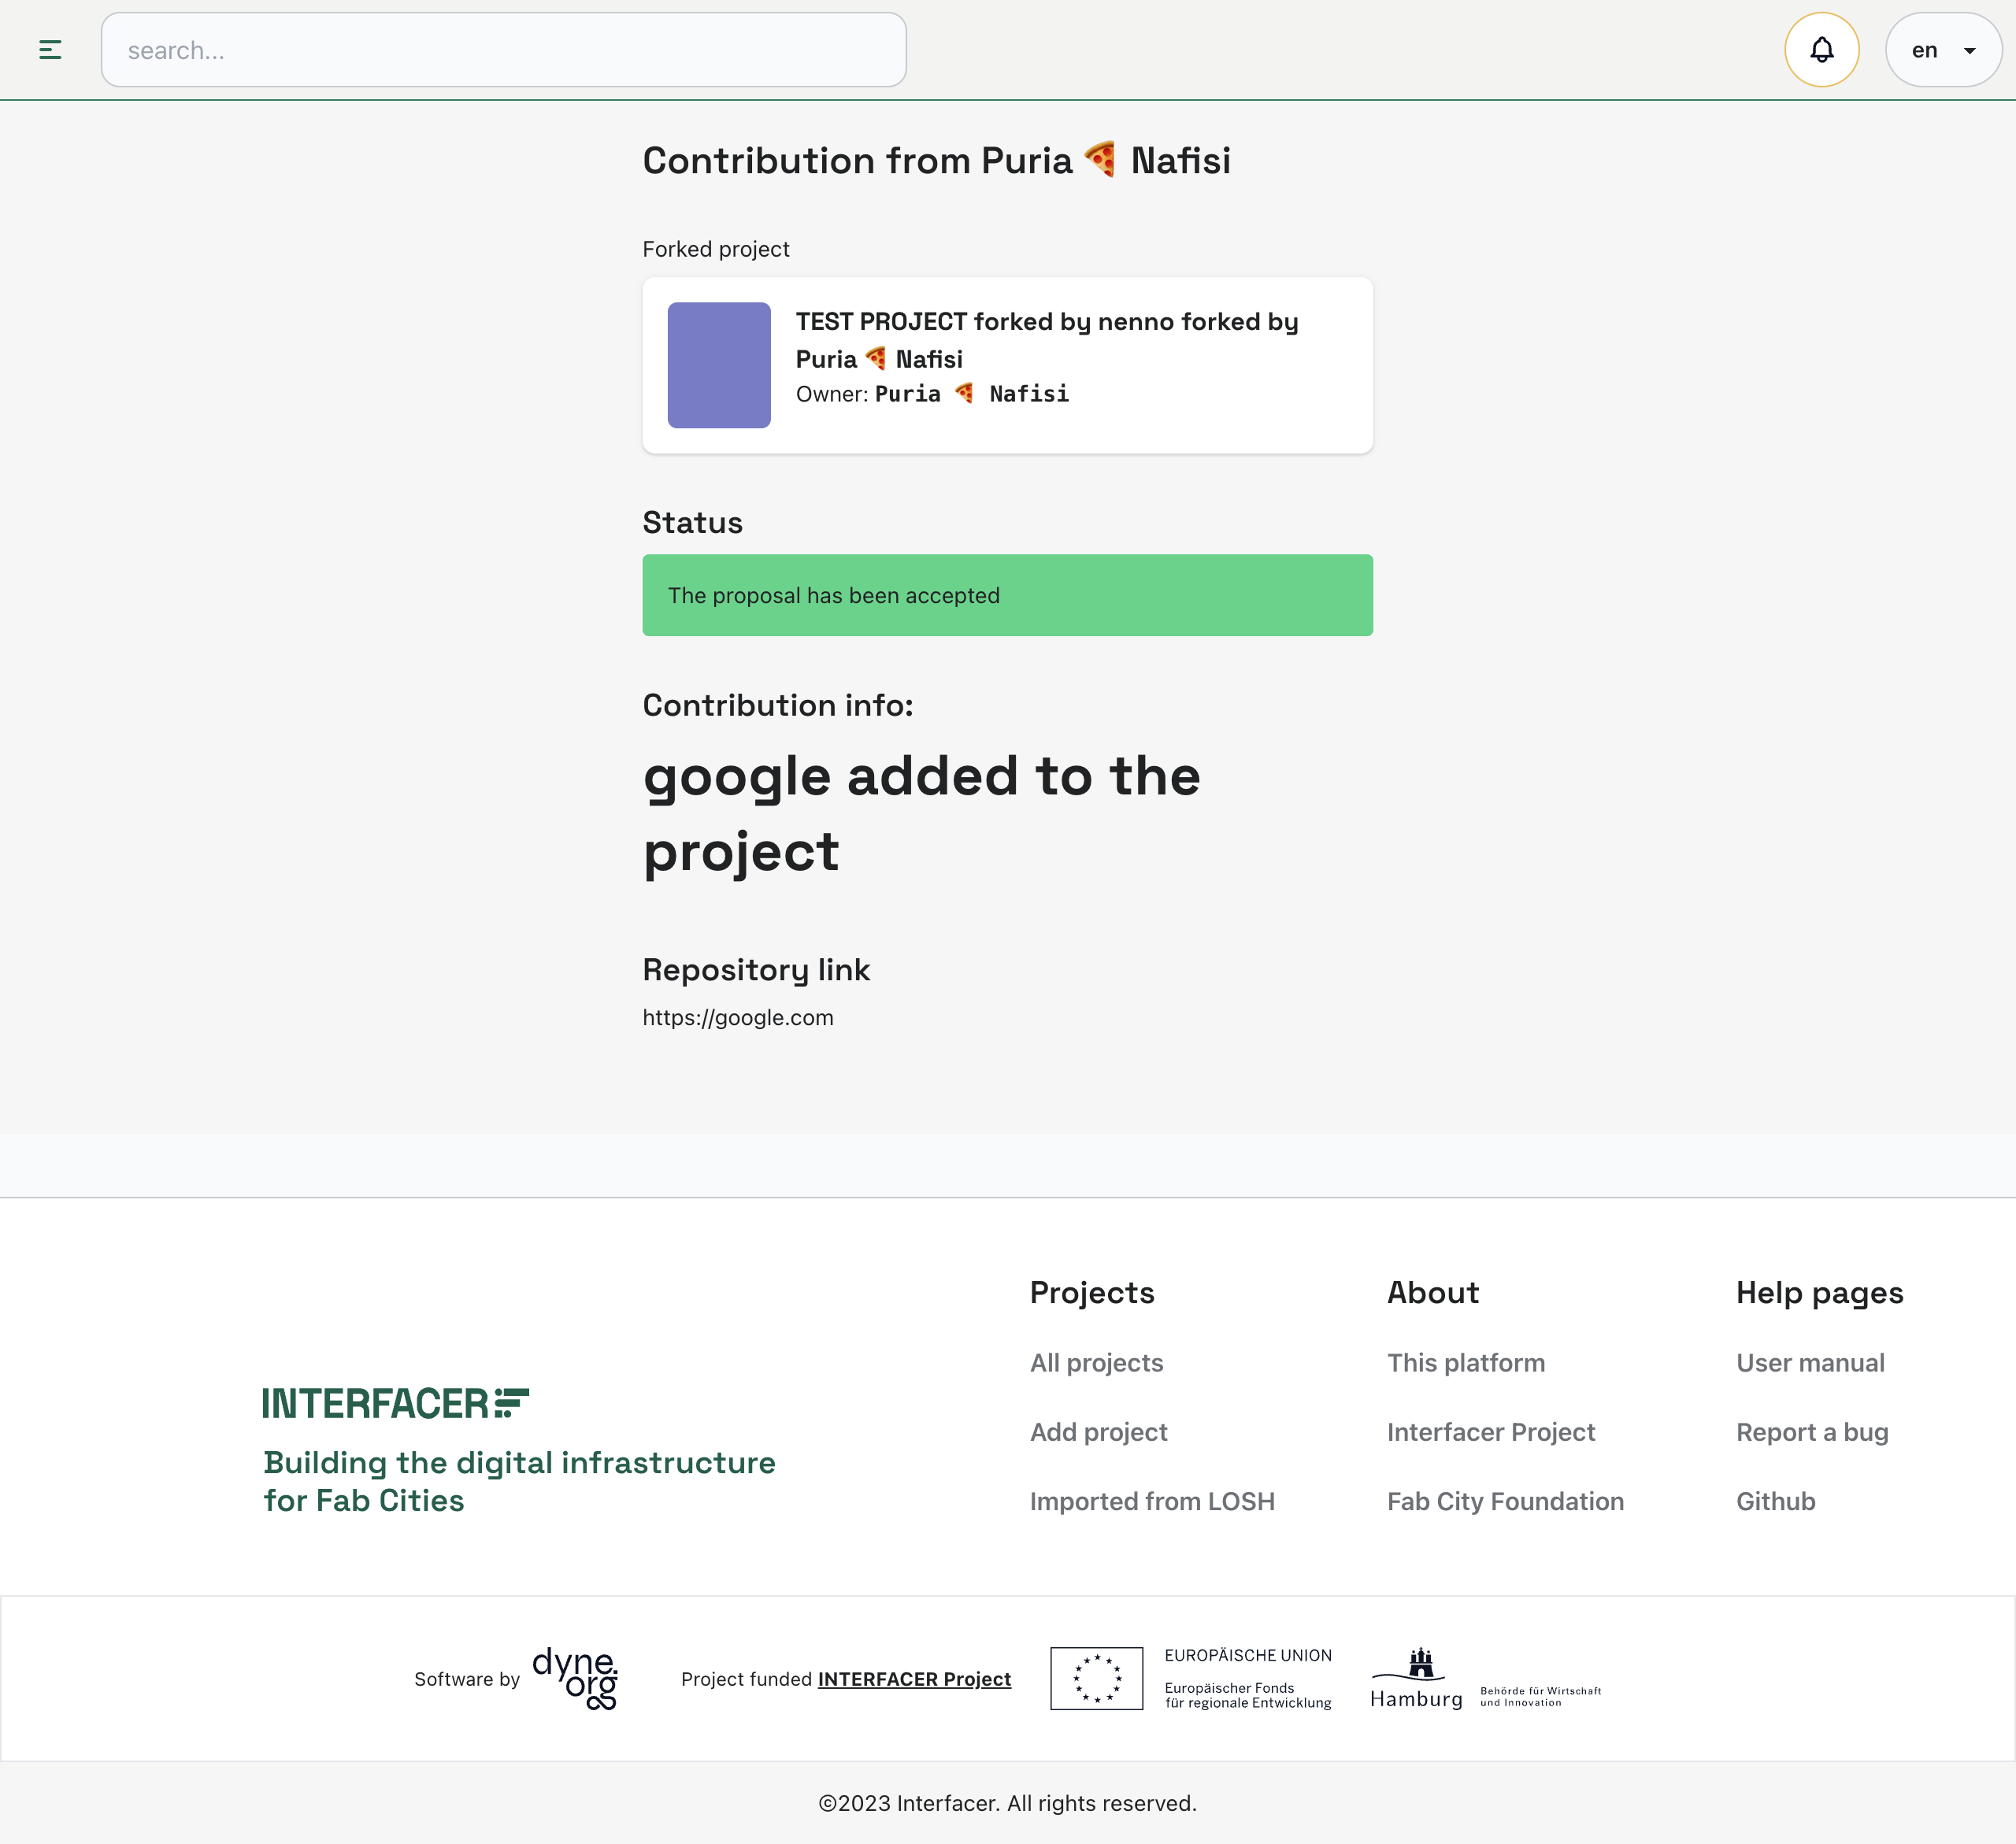 search...
en
Contribution from Puria 🍕 Nafisi
Forked project
TEST PROJECT forked by nenno forked by
Puria 🍕 Nafisi
Owner: Puria 🍕 Nafisi
Status
The proposal has been accepted
Contribution info:
google added to the
project
Repository link
https://google.com
INTERFACER
Building the digital infrastructure
for Fab Cities
Projects
All projects
Add project
Imported from LOSH
About
This platform
Interfacer Project
Fab City Foundation
Help pages
User manual
Report a bug
Github
Software by
dyne.
org
Project funded INTERFACER Project
EUROPÄISCHE UNION
Europäischer Fonds
für regionale Entwicklung
Hamburg
Behörde für Wirtschaft
und Innovation
©2023 Interfacer. All rights reserved.